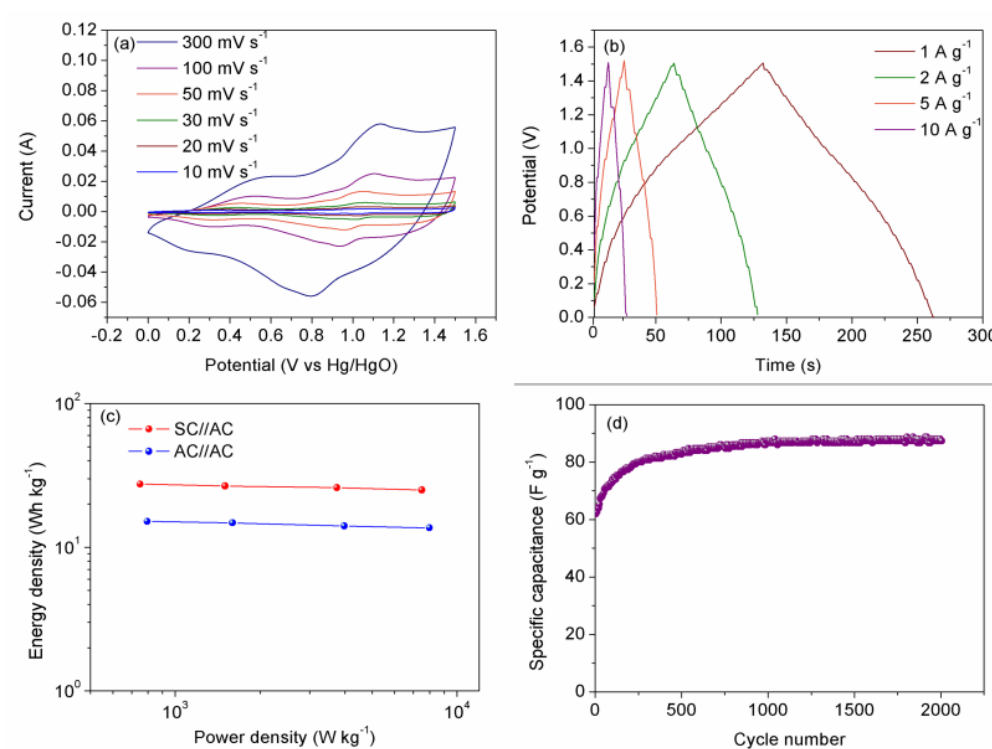 (a)
300 mV s⁻¹
100 mV s⁻¹
50 mV s⁻¹
30 mV s⁻¹
20 mV s⁻¹
10 mV s⁻¹
0.12
0.10
0.08
0.06
0.04
0.02
0.00
-0.02
-0.04
-0.06
Current (A)
-0.2 0.0 0.2 0.4 0.6 0.8 1.0 1.2 1.4 1.6
Potential (V vs Hg/HgO)
(b)
1 A g⁻¹
2 A g⁻¹
5 A g⁻¹
10 A g⁻¹
1.8
1.6
1.4
1.2
1.0
0.8
0.6
0.4
0.2
0.0
Potential (V)
0 50 100 150 200 250 300
Time (s)
(c)
SC//AC
AC//AC
10²
10¹
10⁰
Energy density (Wh kg⁻¹)
10³ 10⁴
Power density (W kg⁻¹)
(d)
100
80
60
40
20
0
Specific capacitance (F g⁻¹)
0 500 1000 1500 2000
Cycle number